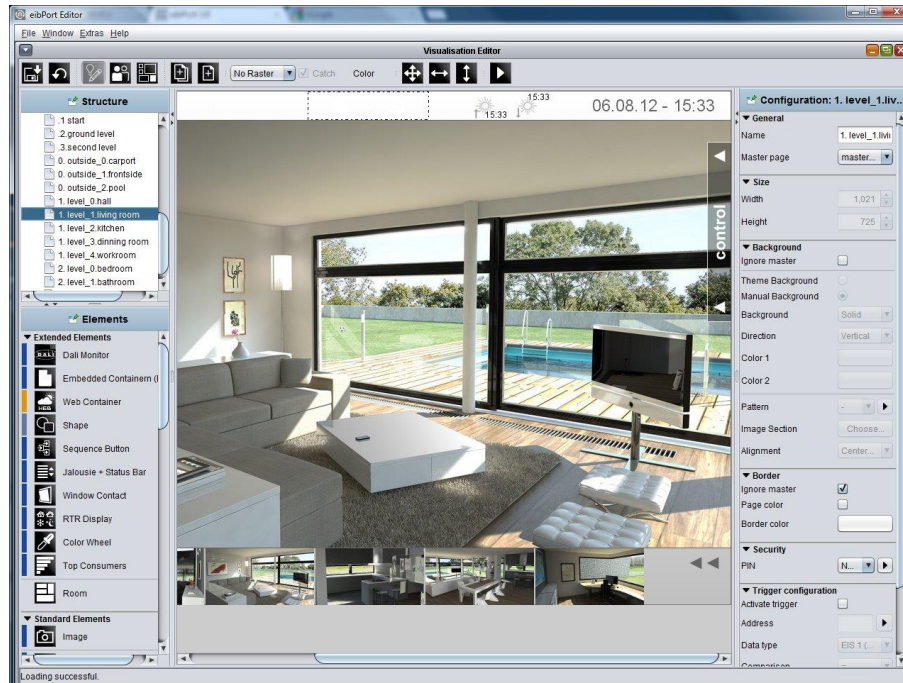 eibPort Editor
File Window Extras Help
Visualisation Editor
No Raster Catch Color
Structure
.1 start
.2.ground level
.3.second level
0. outside_0.carport
0. outside_1.frontside
0. outside_2.pool
1. level_0.hall
1. level_1.living room
1. level_2.kitchen
1. level_3.dinning room
1. level_4.workroom
2. level_0.bedroom
2. level_1.bathroom
Elements
Extended Elements
DALI Dali Monitor
Embedded Containern (I
WEB Web Container
Shape
Sequence Button
Jalousie + Status Bar
Window Contact
RTR Display
Color Wheel
Top Consumers
Room
Standard Elements
Image
15:33
15:33
06.08.12 - 15:33
control
Configuration: 1. level_1.liv...
General
Name 1. level_1.livi
Master page master...
Size
Width 1,021
Height 725
Background
Ignore master
Theme Background
Manual Background
Background Solid
Direction Vertical
Color 1
Color 2
Pattern -
Image Section Choose...
Alignment Center...
Border
Ignore master
Page color
Border color
Security
PIN N...
Trigger configuration
Activate trigger
Address
Data type EIS 1 (...
Comparison =
Loading successful.